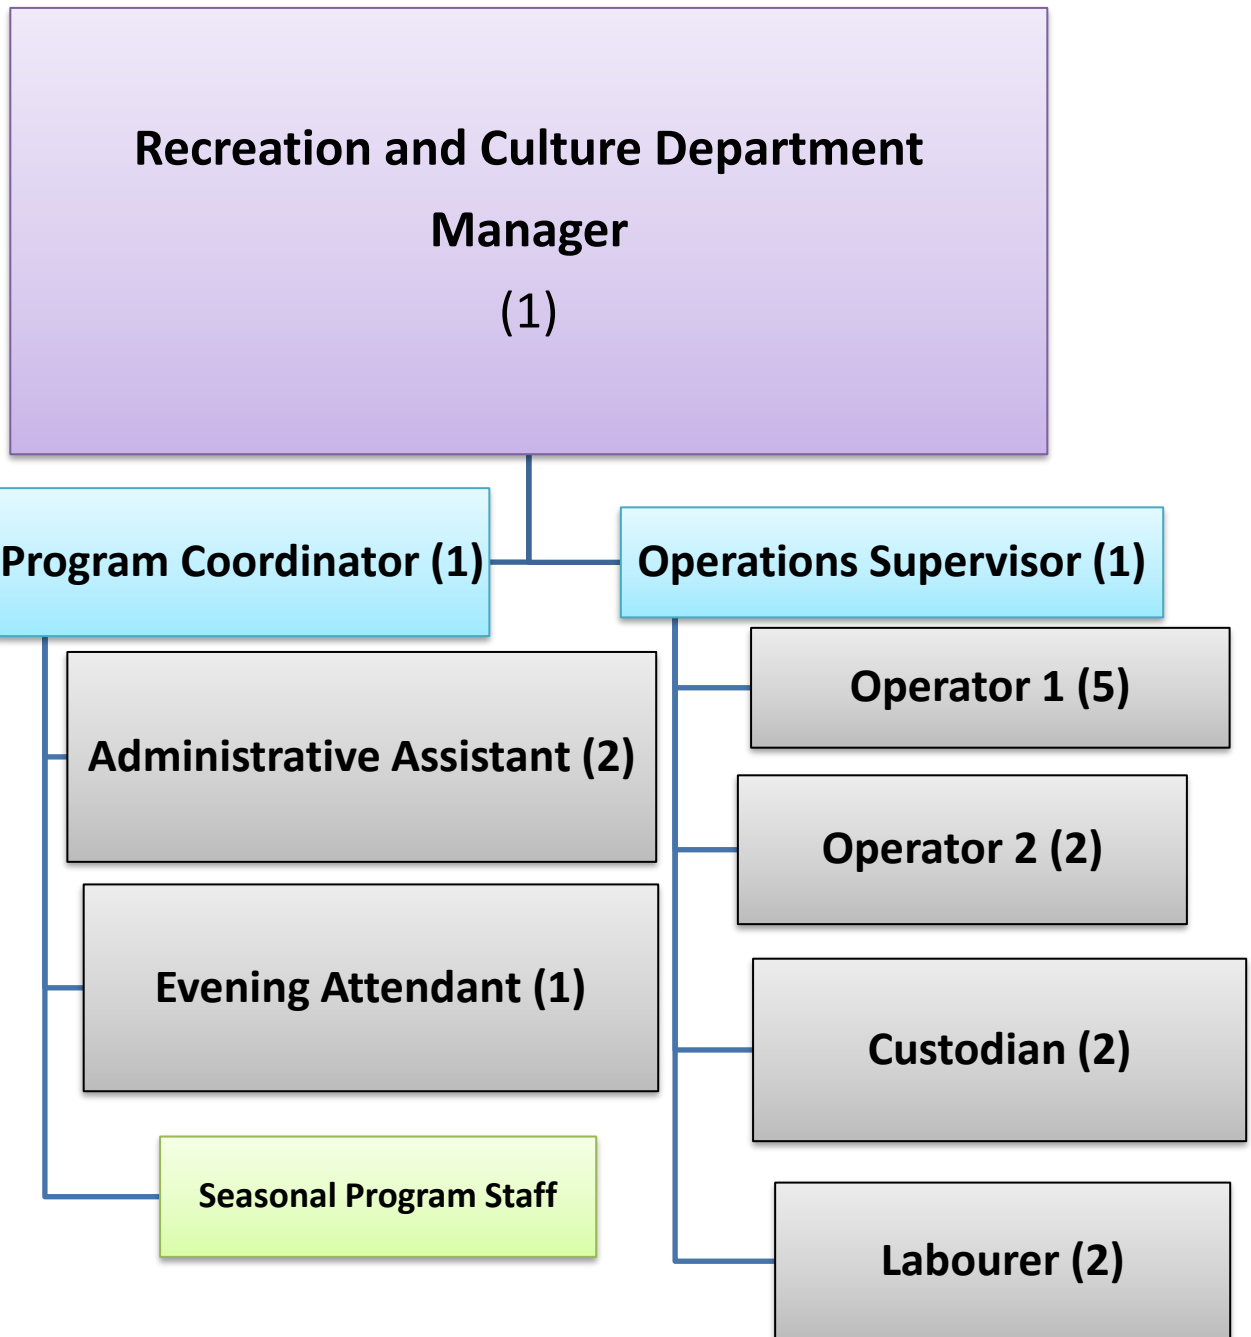 Recreation and Culture Department
Manager
(1)
Program Coordinator (1)
Operations Supervisor (1)
Administrative Assistant (2)
Evening Attendant (1)
Seasonal Program Staff
Operator 1 (5)
Operator 2 (2)
Custodian (2)
Labourer (2)